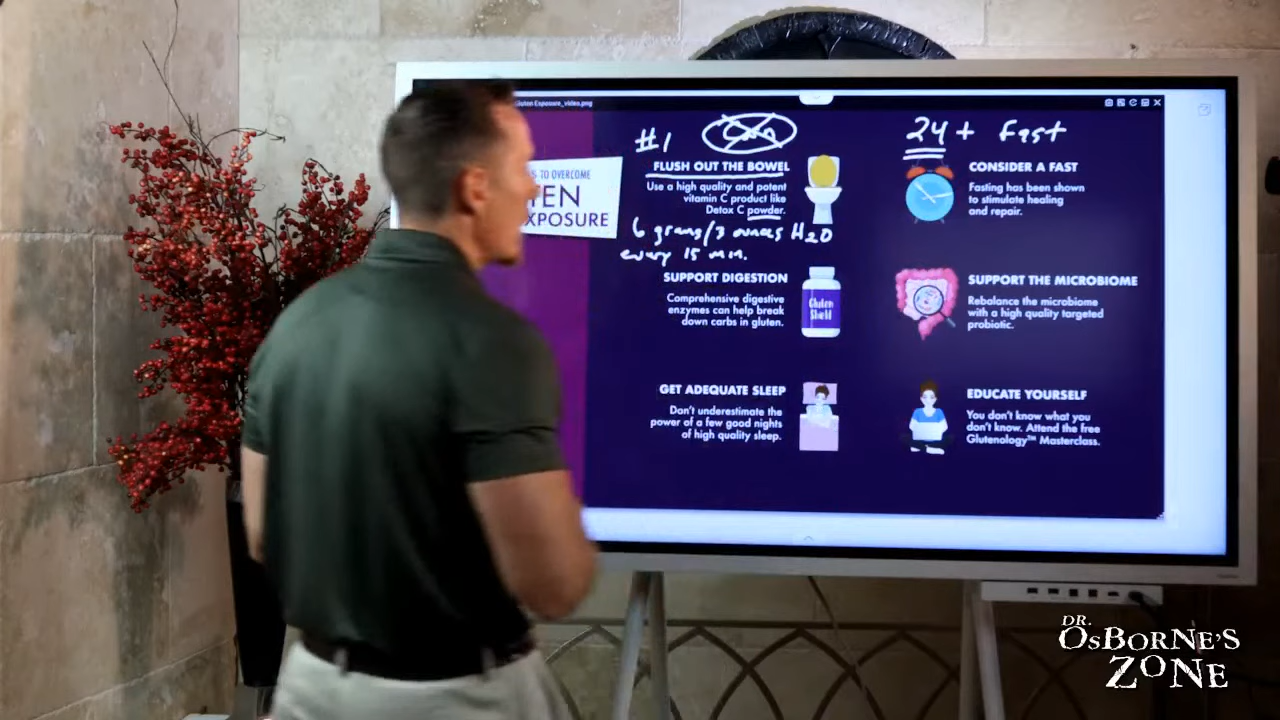 Gluten Exposure_video.png
TO OVERCOME
TEN
XPOSURE
#1
FLUSH OUT THE BOWEL
Use a high quality and potent
vitamin C product like
Detox C powder.
6 grams/3 ounces H2O
every 15 min.
SUPPORT DIGESTION
Comprehensive digestive
enzymes can help break
down carbs in gluten.
Gluten
Shield
GET ADEQUATE SLEEP
Don't underestimate the
power of a few good nights
of high quality sleep.
24+ Fast
CONSIDER A FAST
Fasting has been shown
to stimulate healing
and repair.
SUPPORT THE MICROBIOME
Rebalance the microbiome
with a high quality targeted
probiotic.
EDUCATE YOURSELF
You don't know what you
don't know. Attend the free
Glutenology™ Masterclass.
DR.
OSBORNE'S
ZONE